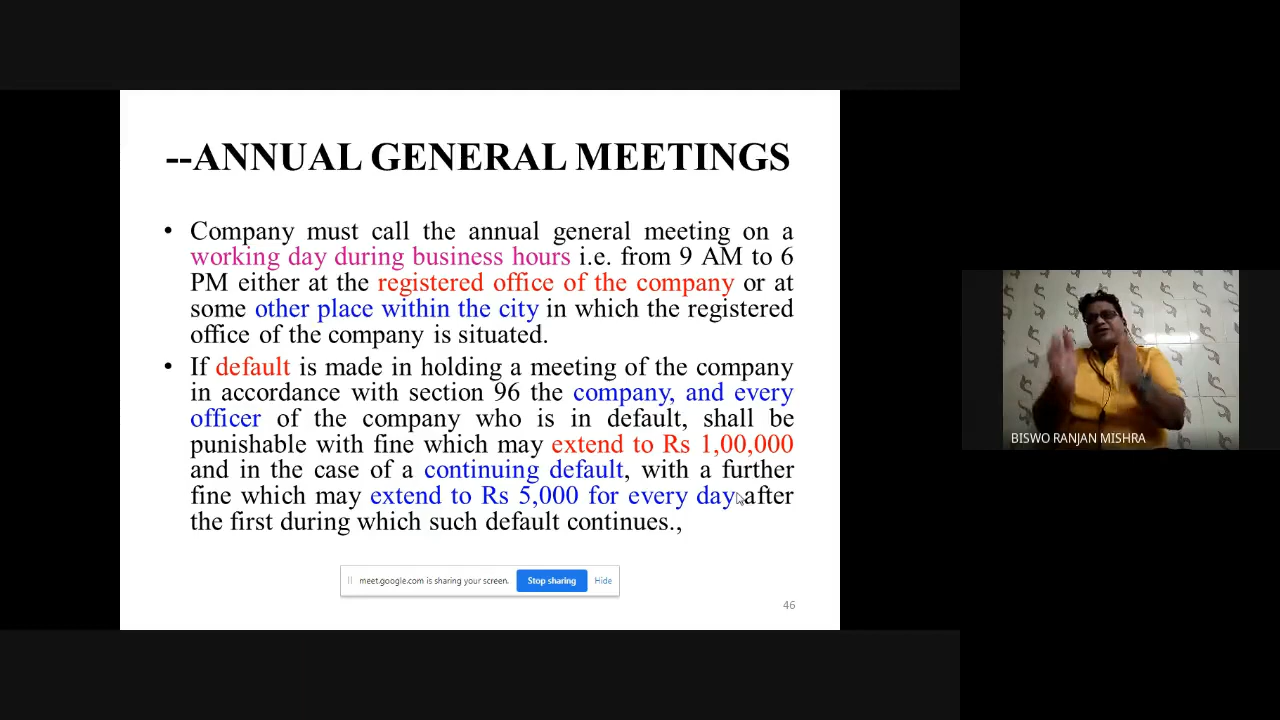 --ANNUAL GENERAL MEETINGS
• Company must call the annual general meeting on a
working day during business hours i.e. from 9 AM to 6
PM either at the registered office of the company or at
some other place within the city in which the registered
office of the company is situated.
• If default is made in holding a meeting of the company
in accordance with section 96 the company, and every
officer of the company who is in default, shall be
punishable with fine which may extend to Rs 1,00,000
and in the case of a continuing default, with a further
fine which may extend to Rs 5,000 for every day after
the first during which such default continues.,
meet.google.com is sharing your screen. Stop sharing Hide
46
BISWO RANJAN MISHRA